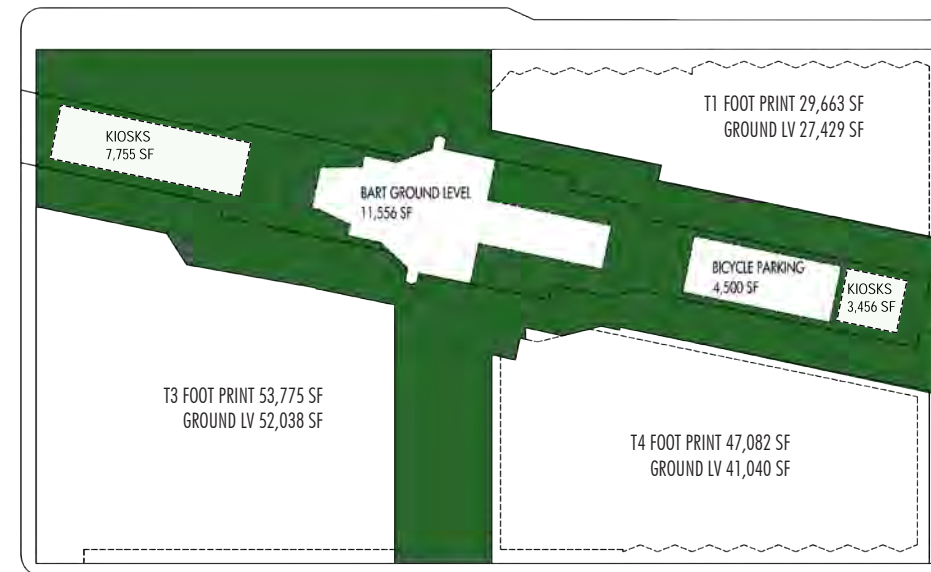 T1 FOOT PRINT 29,663 SF
GROUND LV 27,429 SF
KIOSKS
7,755 SF
BART GROUND LEVEL
11,556 SF
BICYCLE PARKING
4,500 SF
KIOSKS
3,456 SF
T3 FOOT PRINT 53,775 SF
GROUND LV 52,038 SF
T4 FOOT PRINT 47,082 SF
GROUND LV 41,040 SF